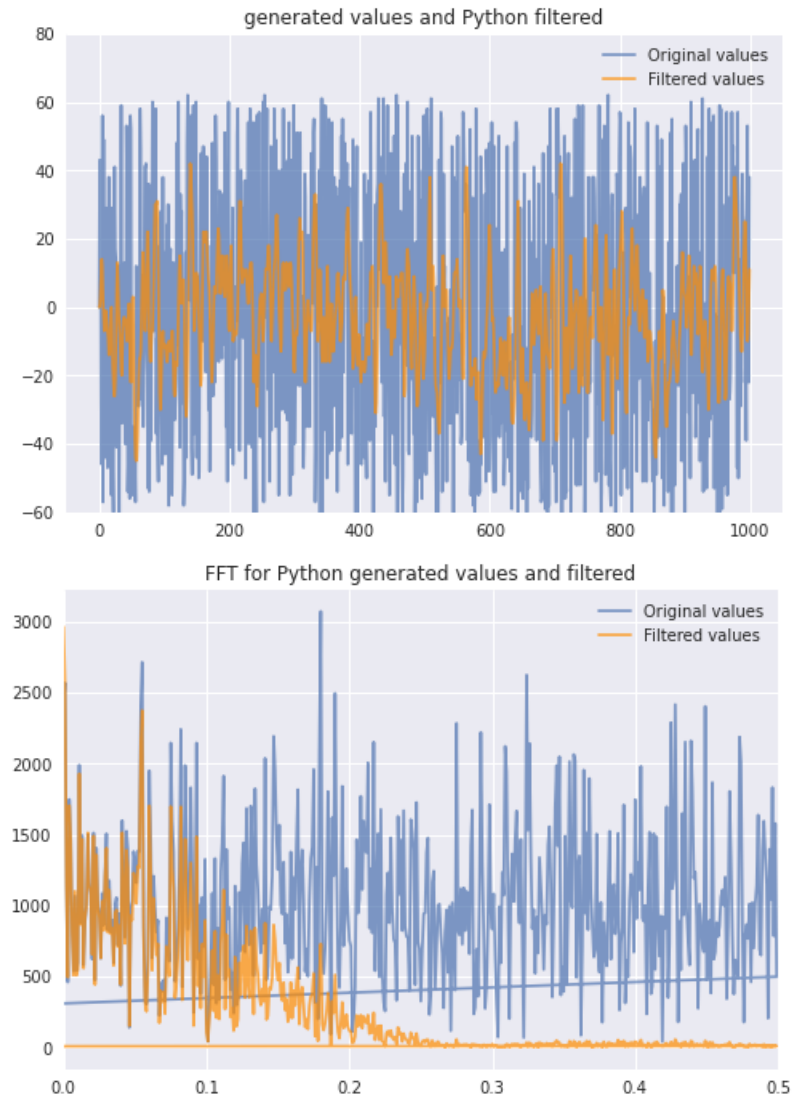 generated values and Python filtered
80
Original values
Filtered values
60
40
20
0
−20
−40
−60
0 200 400 600 800 1000
FFT for Python generated values and filtered
Original values
Filtered values
3000
2500
2000
1500
1000
500
0
0.0 0.1 0.2 0.3 0.4 0.5